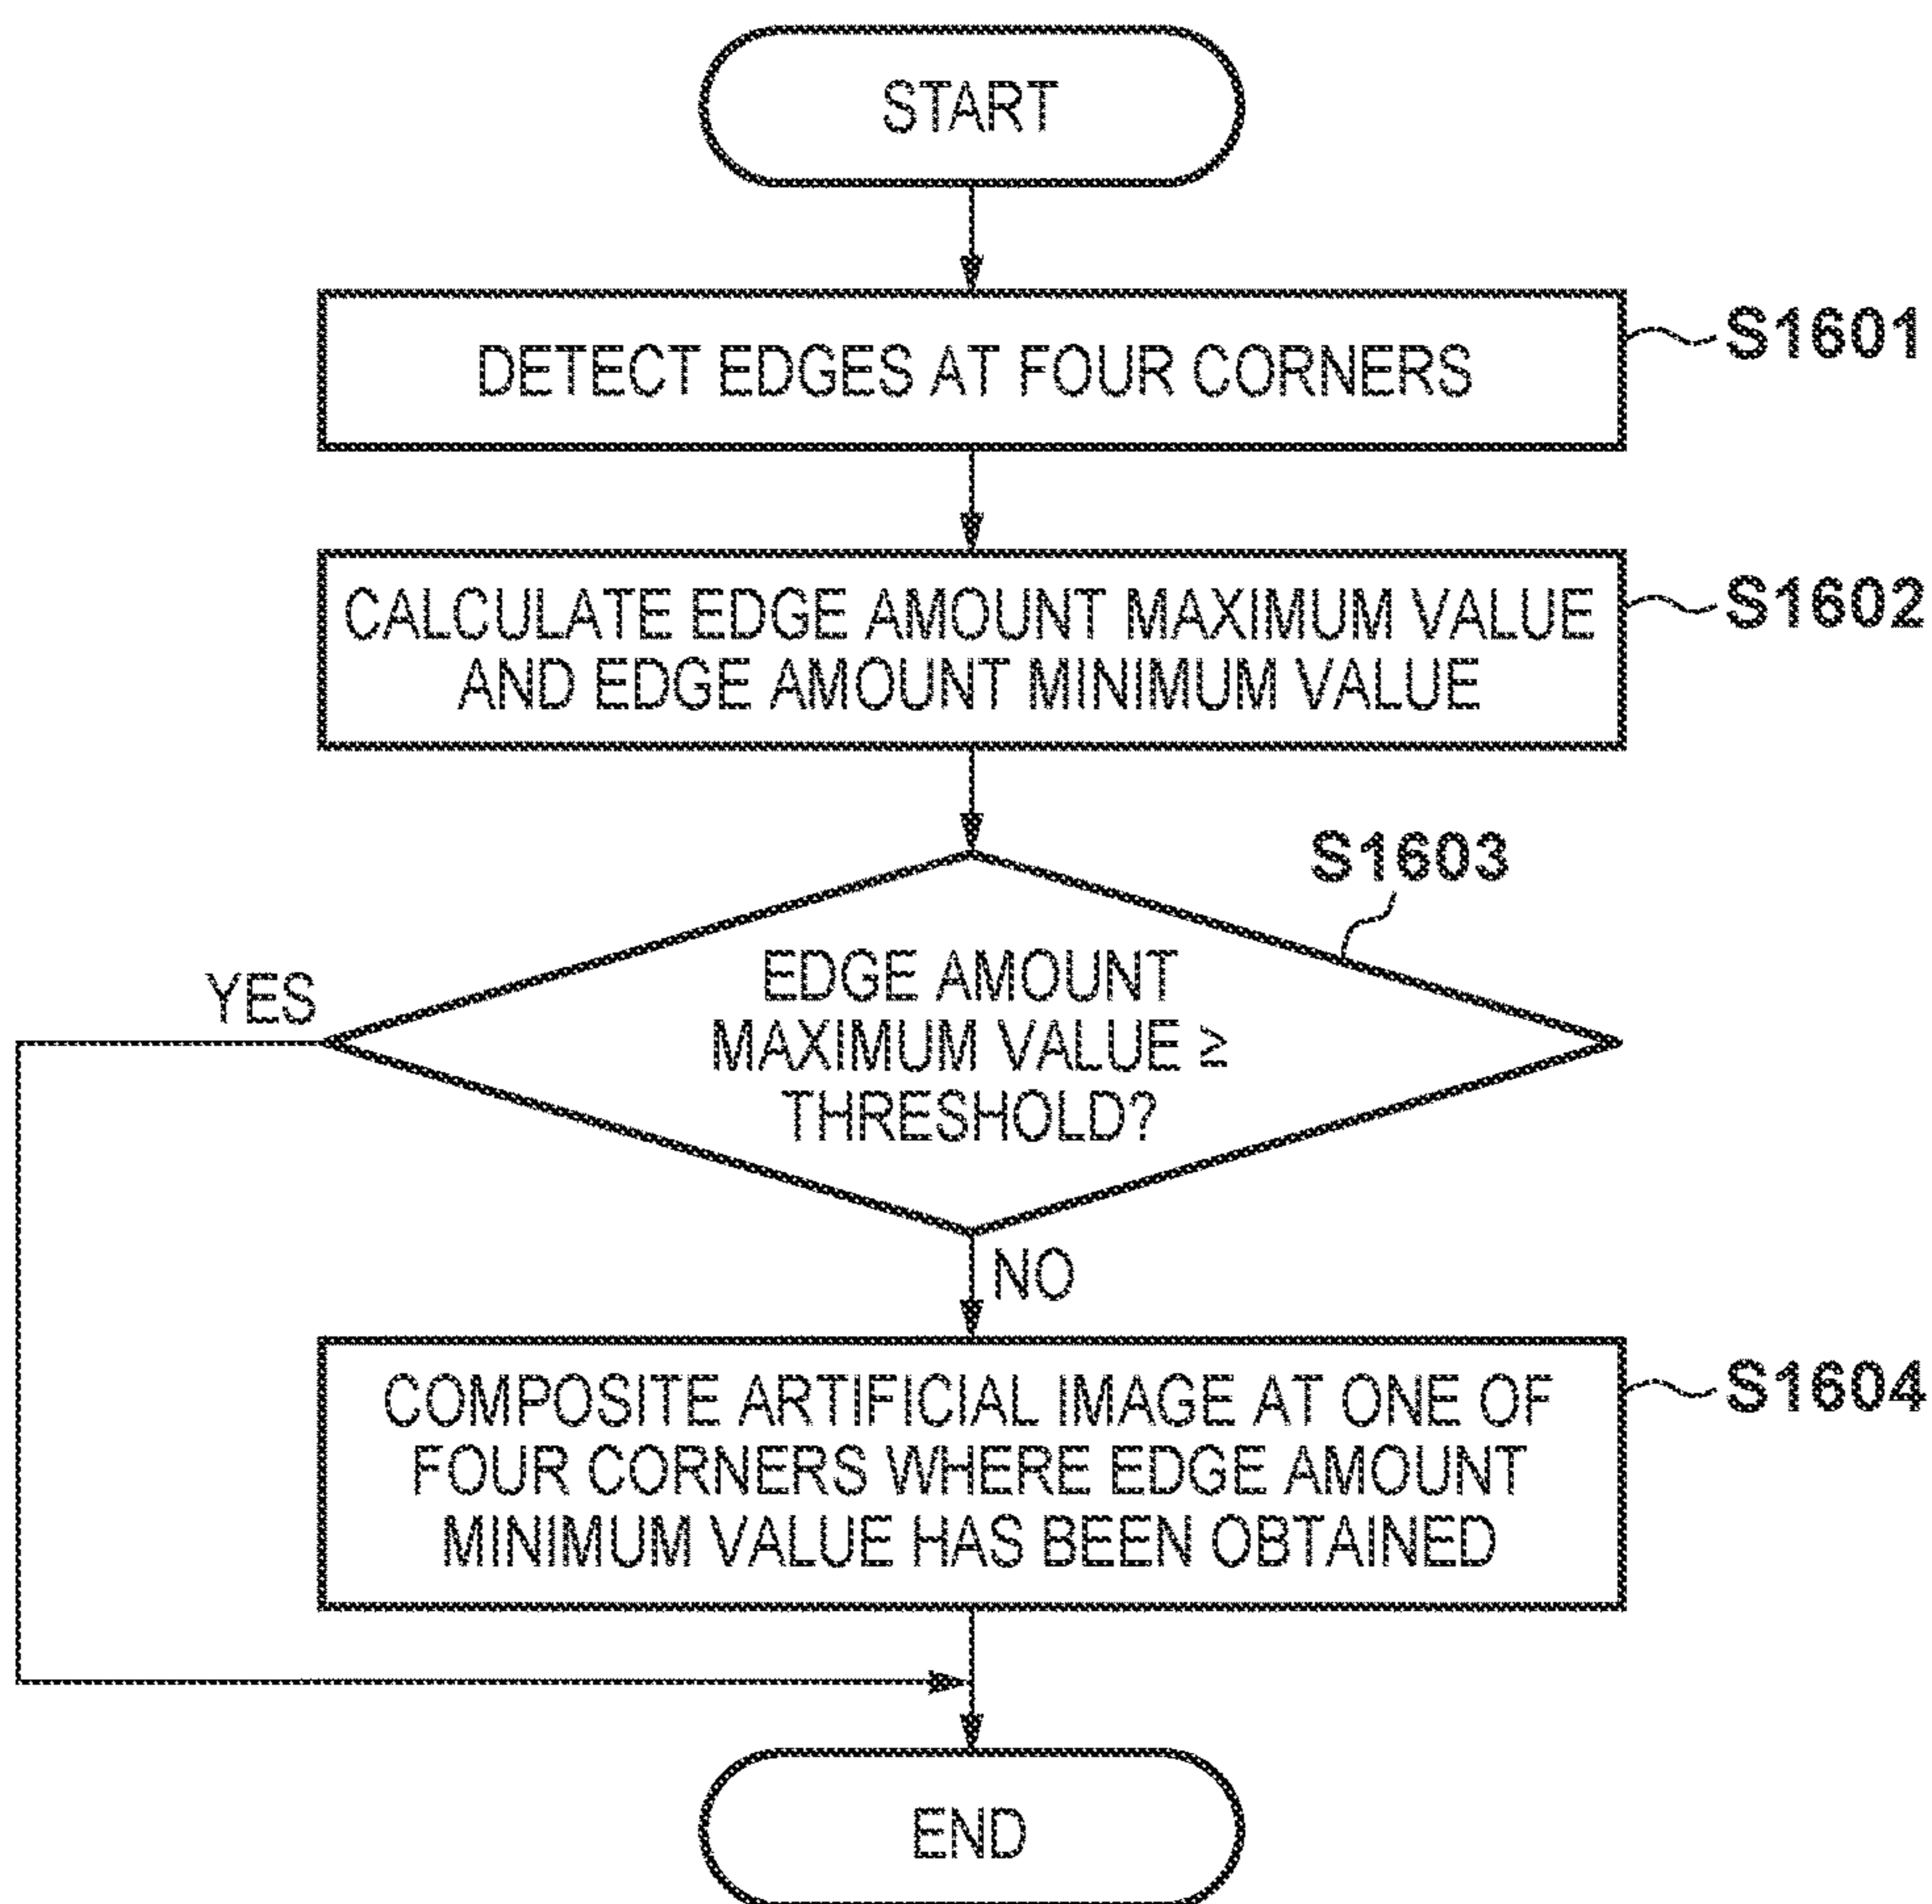 START
DETECT EDGES AT FOUR CORNERS
S1601
CALCULATE EDGE AMOUNT MAXIMUM VALUE
AND EDGE AMOUNT MINIMUM VALUE
S1602
S1603
EDGE AMOUNT
MAXIMUM VALUE ≥
THRESHOLD?
YES
NO
COMPOSITE ARTIFICIAL IMAGE AT ONE OF
FOUR CORNERS WHERE EDGE AMOUNT
MINIMUM VALUE HAS BEEN OBTAINED
S1604
END